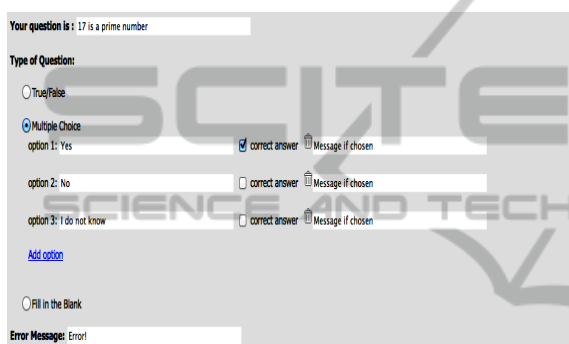 Your question is : 17 is a prime number
Type of Question:
True/False
Multiple Choice
option 1: Yes correct answer Message if chosen
option 2: No correct answer Message if chosen
SCIENCE AND TECH
option 3: I do not know correct answer Message if chosen
Add option
Fill in the Blank
Error Message: Error!
SCITE